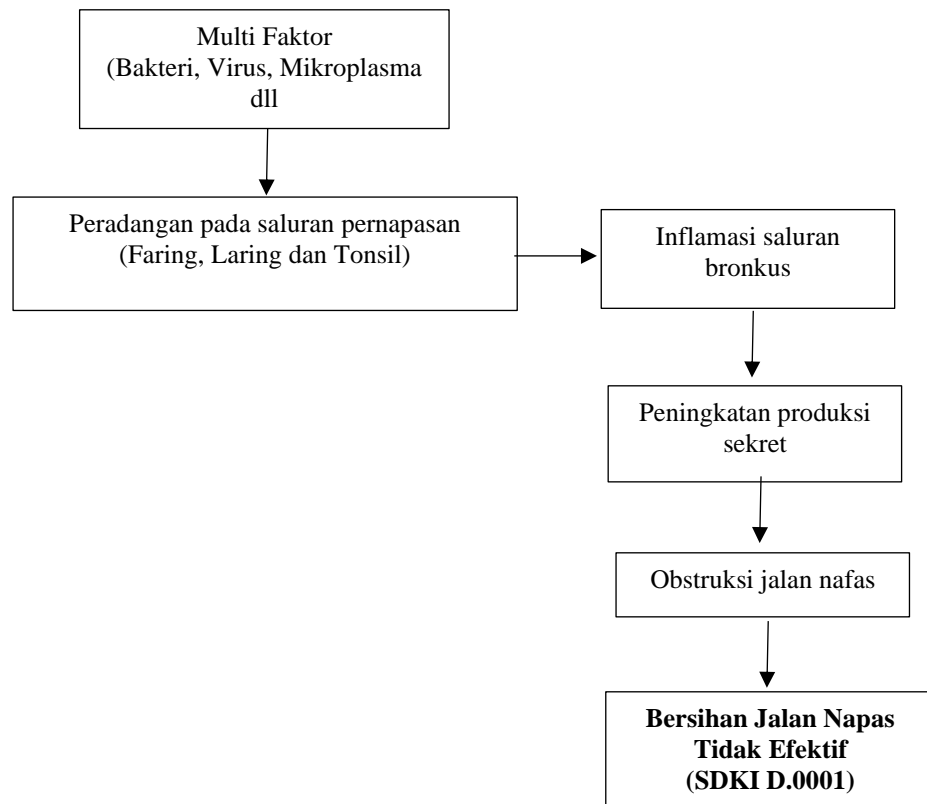 Multi Faktor
(Bakteri, Virus, Mikroplasma
dll
Peradangan pada saluran pernapasan
(Faring, Laring dan Tonsil)
Inflamasi saluran
bronkus
Peningkatan produksi
sekret
Obstruksi jalan nafas
Bersihan Jalan Napas
Tidak Efektif
(SDKI D.0001)